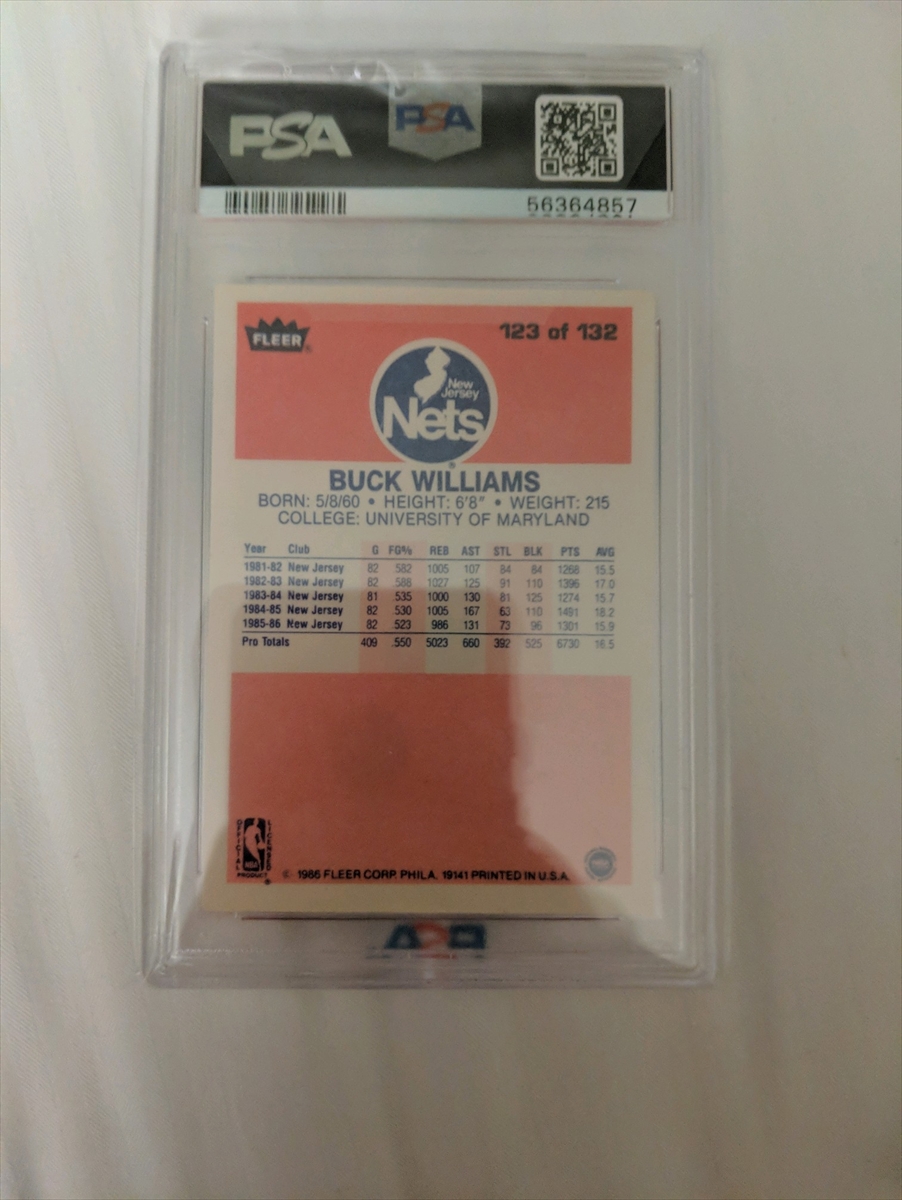 PSA PSA
56364857
FLEER
123 of 132
New
Jersey
Nets
BUCK WILLIAMS
BORN: 5/8/60 • HEIGHT: 6'8" • WEIGHT: 215
COLLEGE: UNIVERSITY OF MARYLAND
Year Club G FG% REB AST STL BLK PTS AVG
1981-82 New Jersey 82 .582 1005 107 84 84 1268 15.5
1982-83 New Jersey 82 .588 1027 125 91 110 1396 17.0
1983-84 New Jersey 81 .535 1000 130 81 125 1274 15.7
1984-85 New Jersey 82 .530 1005 167 63 110 1491 18.2
1985-86 New Jersey 82 .523 986 131 73 96 1301 15.9
Pro Totals 409 .550 5023 660 392 525 6730 16.5
OFFICIAL LICENSED
NBA
PRODUCT
© 1986 FLEER CORP. PHILA. 19141 PRINTED IN U.S.A.
PSA